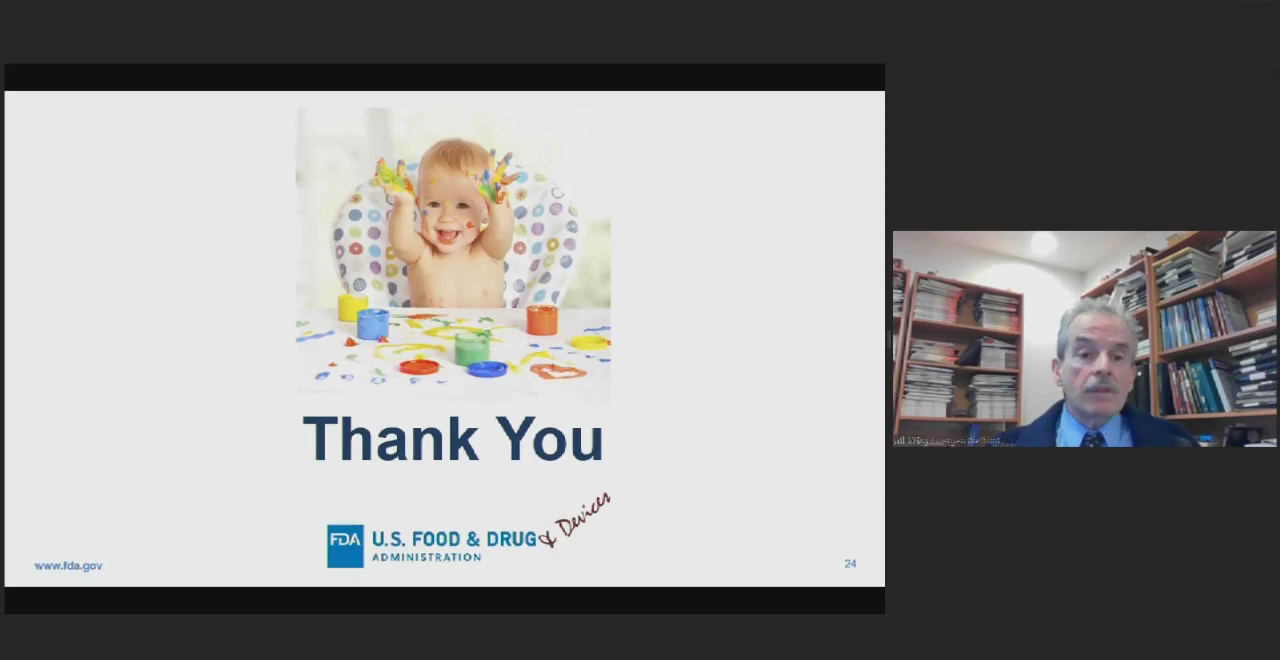 Thank You
FDA
U.S. FOOD & DRUG & Devices
ADMINISTRATION
www.fda.gov
24